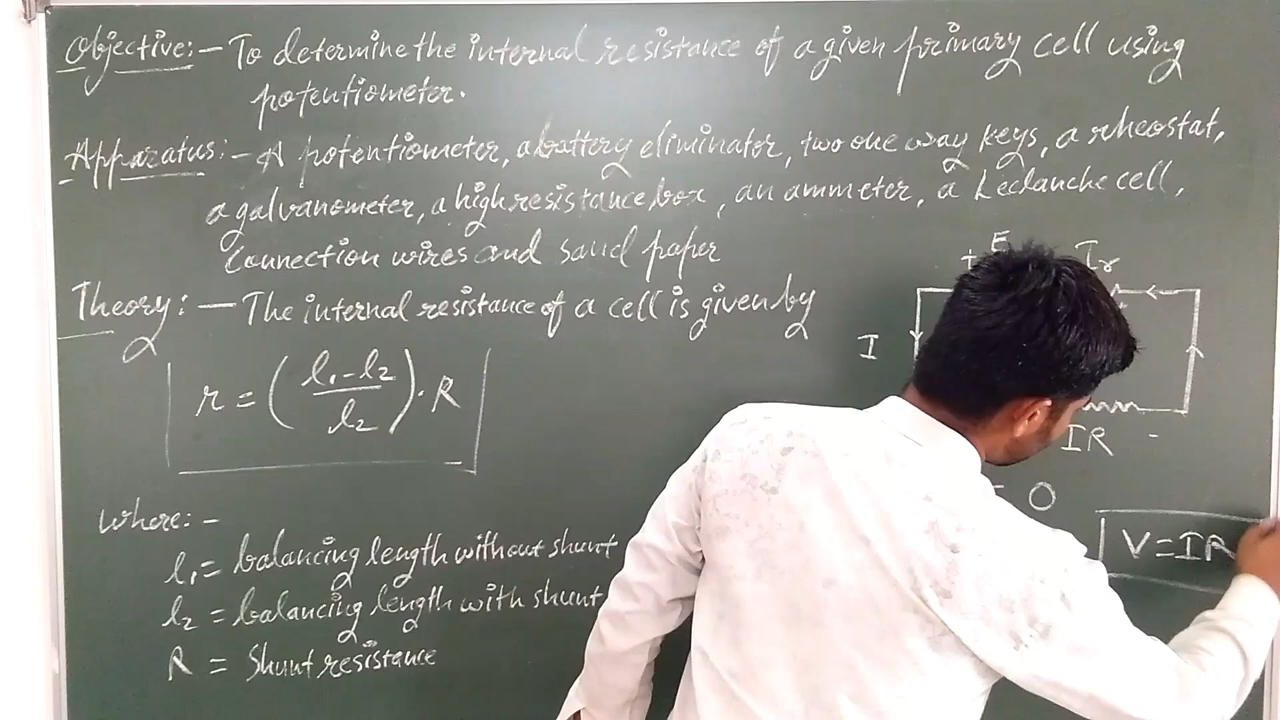 Objective:- To determine the internal resistance of a given primary cell using
potentiometer.
Apparatus:- A potentiometer, a battery eliminator, two one way keys, a rheostat,
a galvanometer, a high resistance box, an ammeter, a Leclanche cell,
Connection wires and sand paper
Theory:- The internal resistance of a cell is given by
r = (l₁-l₂/l₂)·R
Where:-
l₁ = balancing length without shunt
l₂ = balancing length with shunt
R = Shunt resistance
+ E Ir
I
IR -
= 0
V=IR